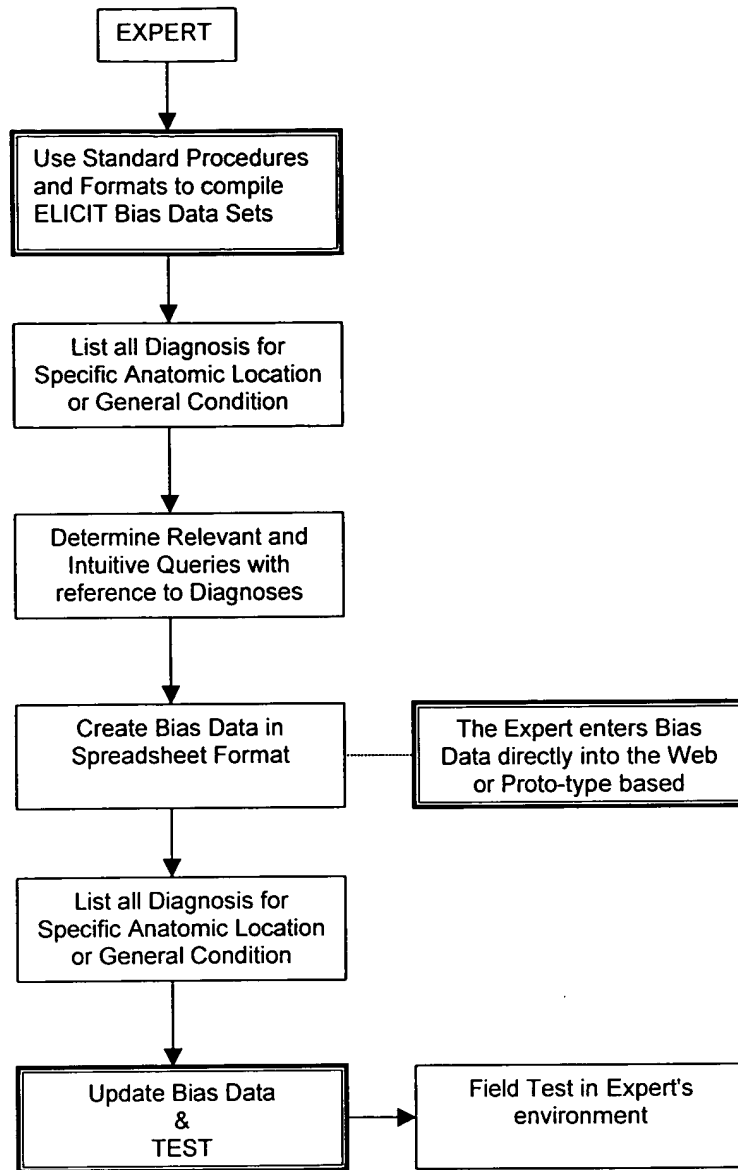 EXPERT
Use Standard Procedures
and Formats to compile
ELICIT Bias Data Sets
List all Diagnosis for
Specific Anatomic Location
or General Condition
Determine Relevant and
Intuitive Queries with
reference to Diagnoses
Create Bias Data in
Spreadsheet Format
The Expert enters Bias
Data directly into the Web
or Proto-type based
List all Diagnosis for
Specific Anatomic Location
or General Condition
Update Bias Data
&
TEST
Field Test in Expert's
environment